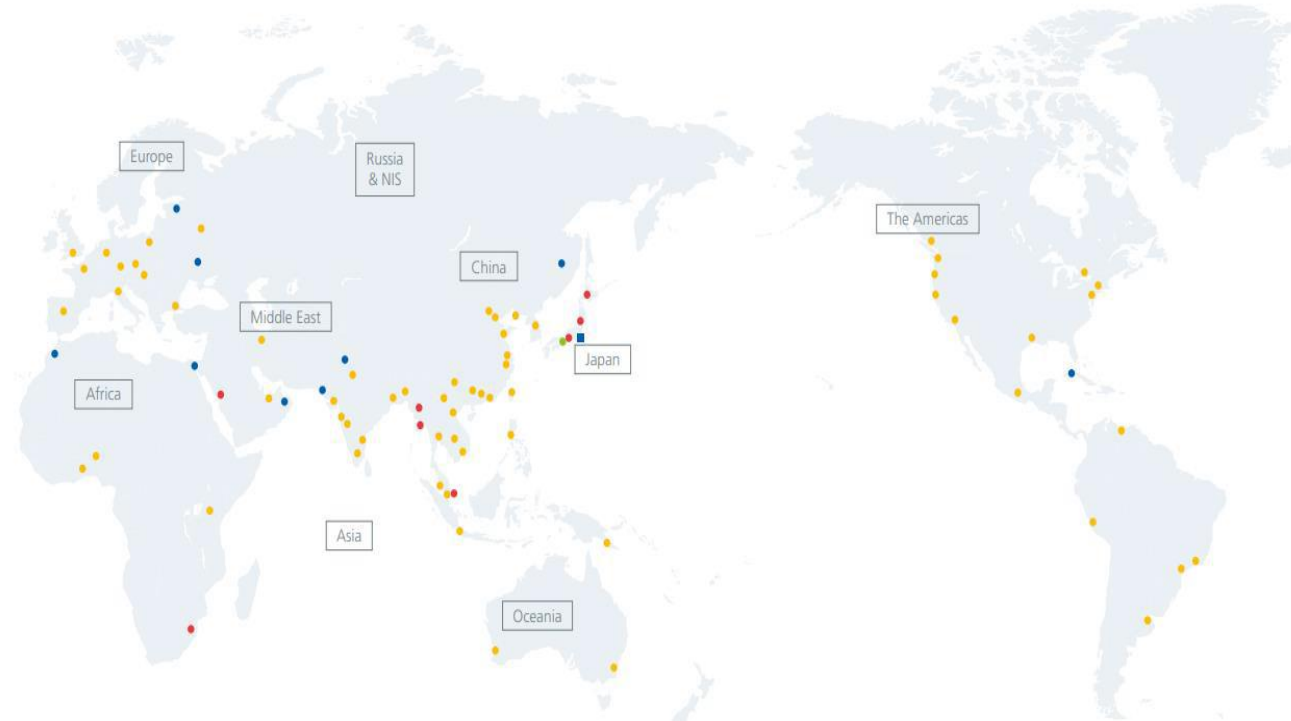 Europe
Russia
& NIS
The Americas
China
Middle East
Japan
Africa
Asia
Oceania